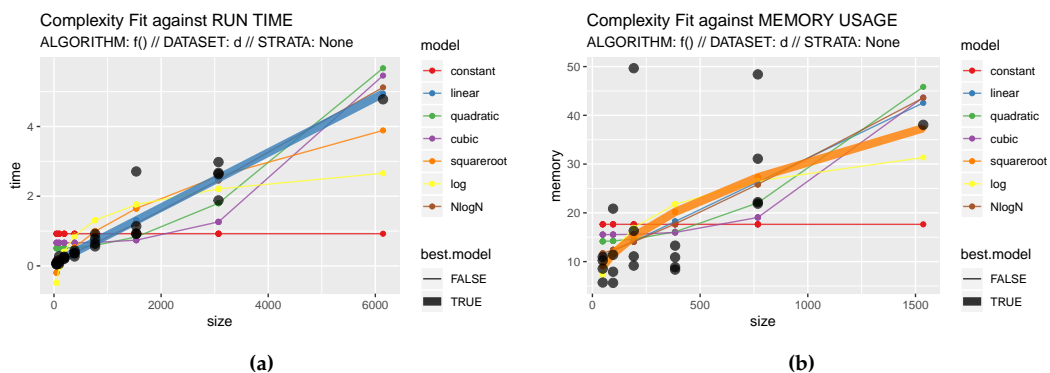 Complexity Fit against RUN TIME
ALGORITHM: f() // DATASET: d // STRATA: None
time
4
2
0
0
2000
4000
6000
size
model
constant
linear
quadratic
cubic
squareroot
log
NlogN
best.model
FALSE
TRUE
(a)
Complexity Fit against MEMORY USAGE
ALGORITHM: f() // DATASET: d // STRATA: None
memory
50
40
30
20
10
0
500
1000
1500
size
model
constant
linear
quadratic
cubic
squareroot
log
NlogN
best.model
FALSE
TRUE
(b)